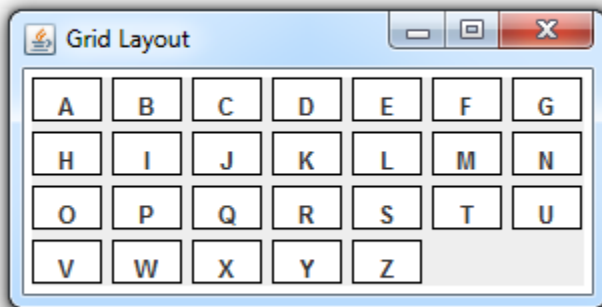 Grid Layout
A B C D E F G
H I J K L M N
O P Q R S T U
V W X Y Z